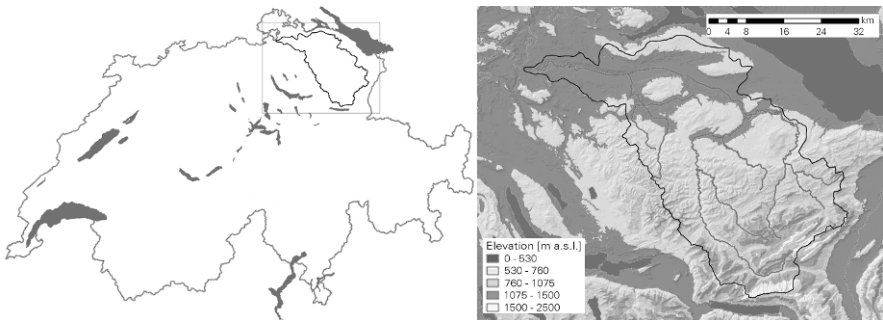 km
0 4 8 16 24 32
Elevation [m a.s.l.]
0 - 530
530 - 760
760 - 1075
1075 - 1500
1500 - 2500